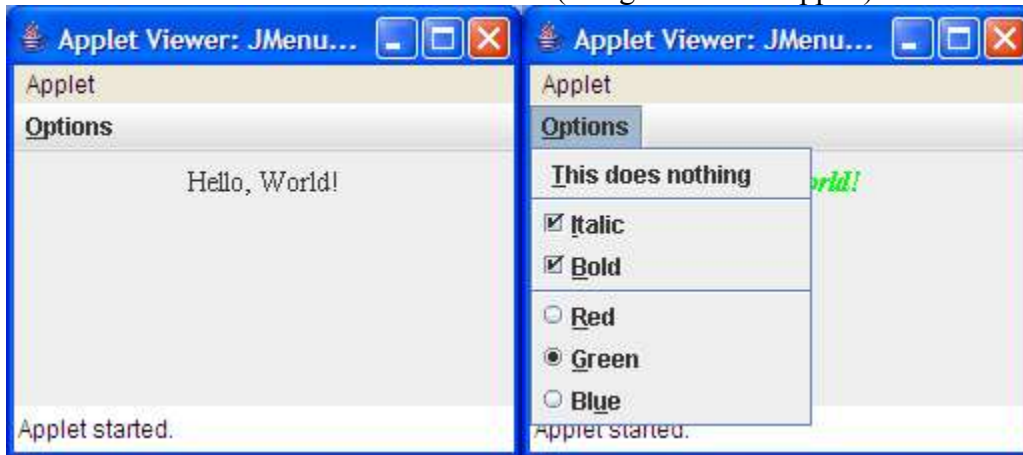 Applet Viewer: JMenu...
Applet
Options
Hello, World!
Applet started.
Applet Viewer: JMenu...
Applet
Options
This does nothing
Italic
Bold
Red
Green
Blue
Applet started.